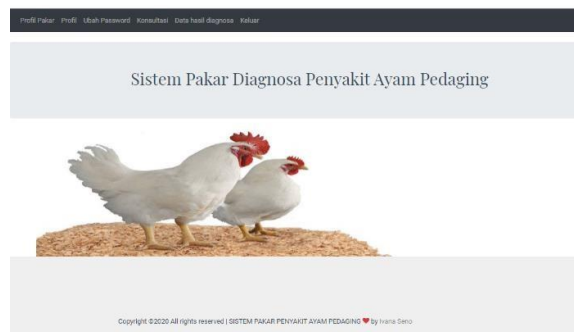 Profil Pakar Profil Ubah Password Konsultasi Data hasil diagnosa Keluar
Sistem Pakar Diagnosa Penyakit Ayam Pedaging
Copyright ©2020 All rights reserved | SISTEM PAKAR PENYAKIT AYAM PEDAGING ❤ by Ivana Seno